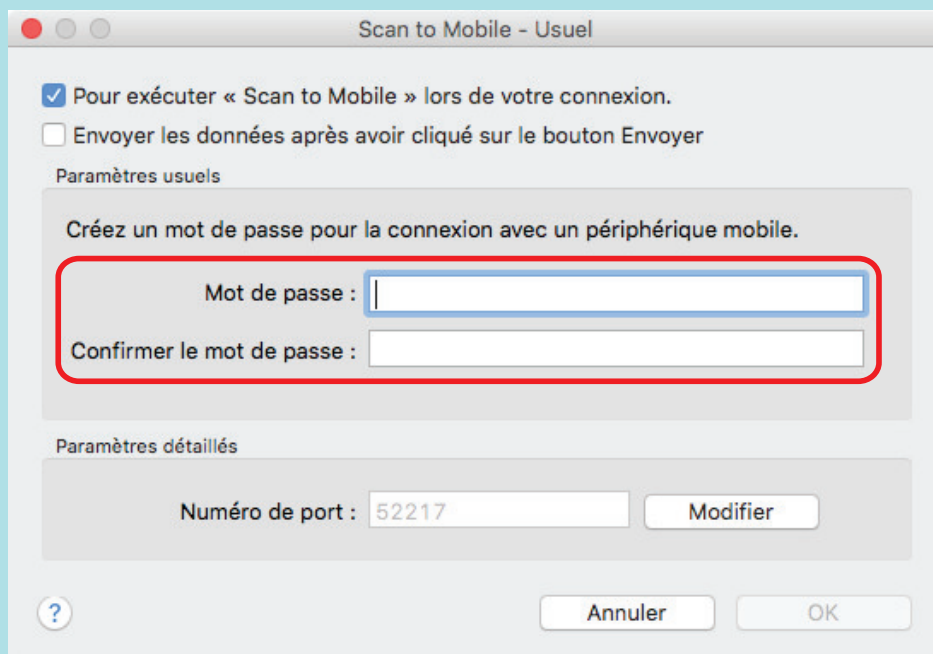 Scan to Mobile - Usuel
Pour exécuter « Scan to Mobile » lors de votre connexion.
Envoyer les données après avoir cliqué sur le bouton Envoyer
Paramètres usuels
Créez un mot de passe pour la connexion avec un périphérique mobile.
Mot de passe :
Confirmer le mot de passe :
Paramètres détaillés
Numéro de port : 52217 Modifier
? Annuler OK